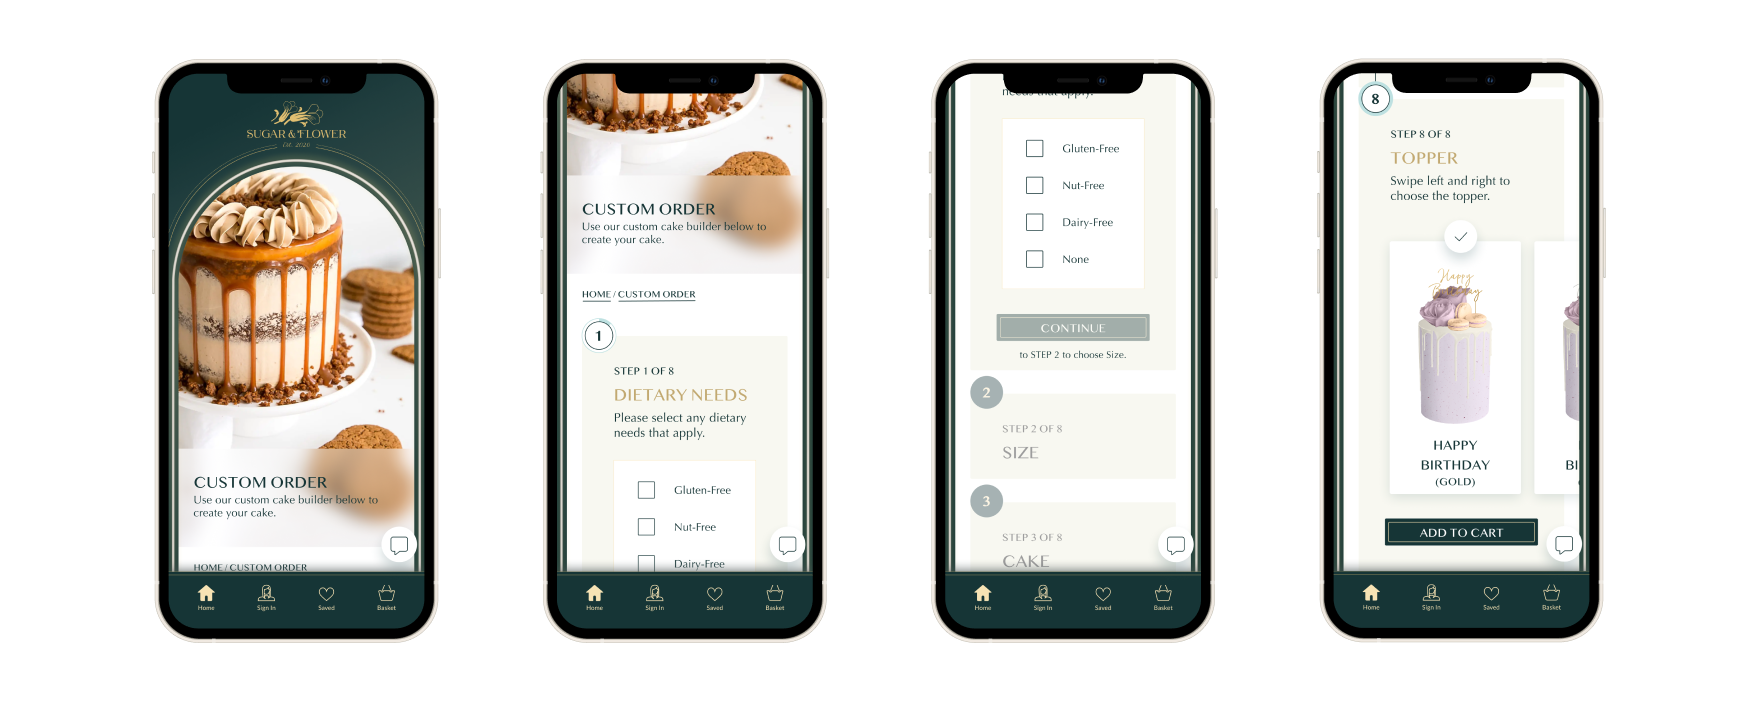 SUGAR & FLOWER
EST. 2020
CUSTOM ORDER
Use our custom cake builder below to
create your cake.
HOME / CUSTOM ORDER
Home
Sign In
Saved
Basket
CUSTOM ORDER
Use our custom cake builder below to
create your cake.
HOME / CUSTOM ORDER
1
STEP 1 OF 8
DIETARY NEEDS
Please select any dietary
needs that apply.
Gluten-Free
Nut-Free
Dairy-Free
Home
Sign In
Saved
Basket
needs that apply.
Gluten-Free
Nut-Free
Dairy-Free
None
CONTINUE
to STEP 2 to choose Size.
2
STEP 2 OF 8
SIZE
3
STEP 3 OF 8
CAKE
Home
Sign In
Saved
Basket
8
STEP 8 OF 8
TOPPER
Swipe left and right to
choose the topper.
Happy
HAPPY
BIRTHDAY
(GOLD)
BI
ADD TO CART
Home
Sign In
Saved
Basket